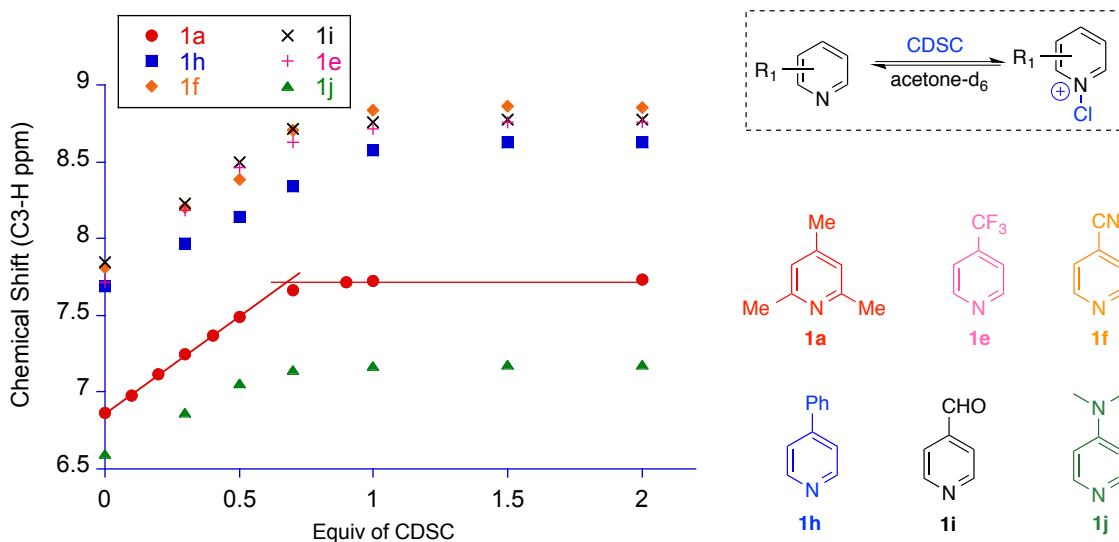 1a 1i
1h 1e
1f 1j
9
8.5
8
7.5
7
6.5
0 0.5 1 1.5 2
Chemical Shift (C3-H ppm)
Equiv of CDSC
R1 N
CDSC
acetone-d6
R1 N + Cl
Me
Me N Me
1a
CF3
N
1e
CN
N
1f
Ph
N
1h
CHO
N
1i
N
N
1j